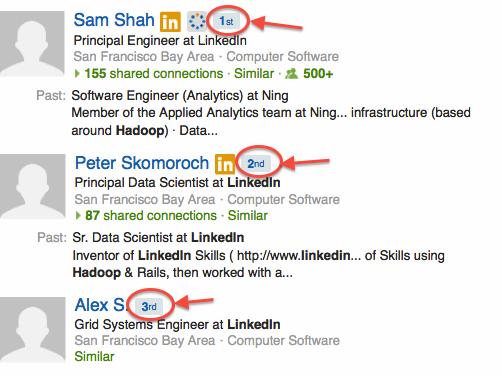 Sam Shah in 1st
Principal Engineer at LinkedIn
San Francisco Bay Area · Computer Software
155 shared connections · Similar · 500+
Past: Software Engineer (Analytics) at Ning
Member of the Applied Analytics team at Ning... infrastructure (based
around Hadoop) · Data...
Peter Skomoroch in 2nd
Principal Data Scientist at LinkedIn
San Francisco Bay Area · Computer Software
87 shared connections · Similar
Past: Sr. Data Scientist at LinkedIn
Inventor of LinkedIn Skills ( http://www.linkedin... of Skills using
Hadoop & Rails, then worked with a...
Alex S. 3rd
Grid Systems Engineer at LinkedIn
San Francisco Bay Area · Computer Software
Similar